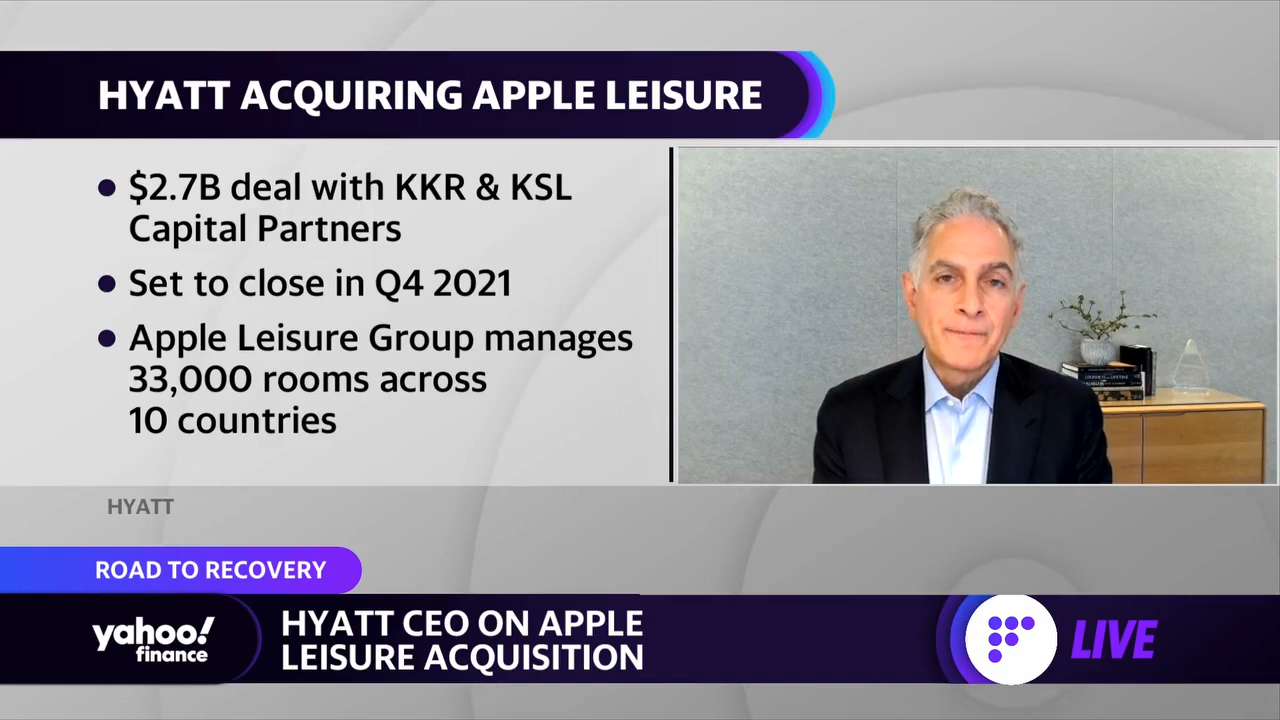 HYATT ACQUIRING APPLE LEISURE
• $2.7B deal with KKR & KSL
Capital Partners
• Set to close in Q4 2021
• Apple Leisure Group manages
33,000 rooms across
10 countries
HYATT
ROAD TO RECOVERY
yahoo!
finance
HYATT CEO ON APPLE
LEISURE ACQUISITION
LIVE